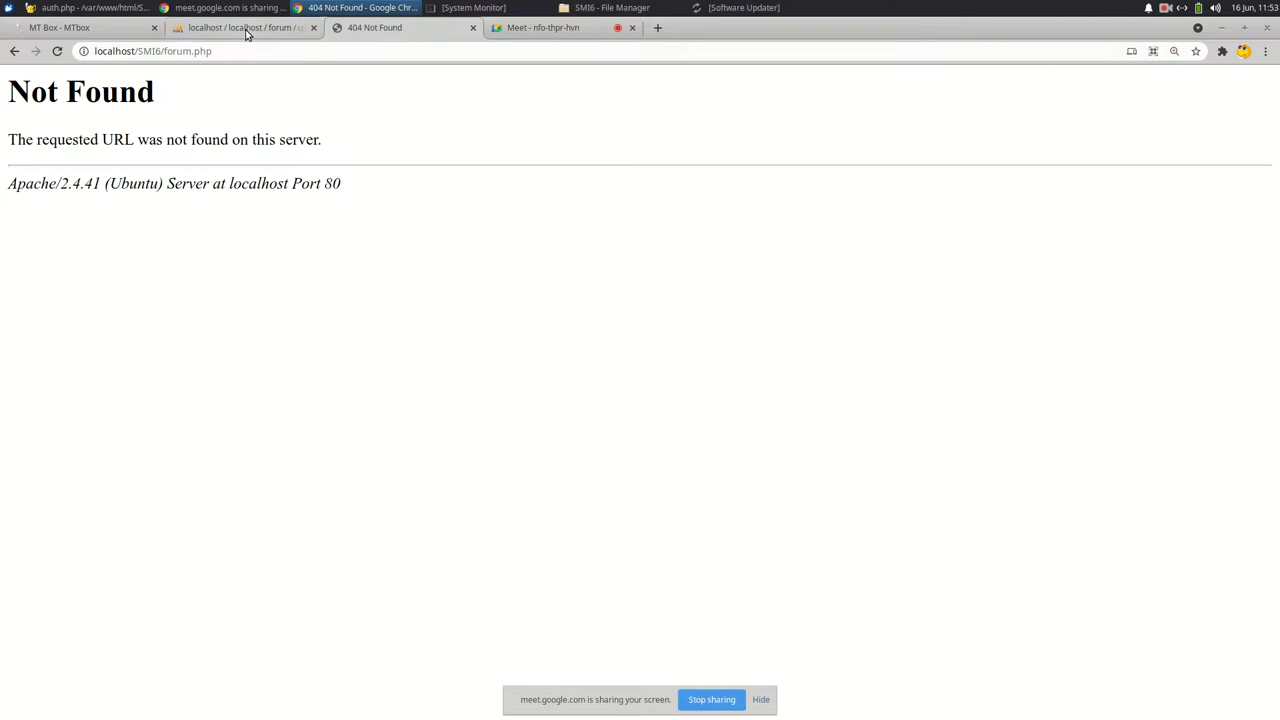 auth.php - /var/www/html/S...
meet.google.com is sharing ...
404 Not Found - Google Chr...
[System Monitor]
SMI6 - File Manager
[Software Updater]
16 Jun, 11:53
MT Box - MTbox
localhost / localhost / forum / u
404 Not Found
Meet - nfo-thpr-hvn
localhost/SMI6/forum.php
Not Found
The requested URL was not found on this server.
Apache/2.4.41 (Ubuntu) Server at localhost Port 80
meet.google.com is sharing your screen.
Stop sharing
Hide